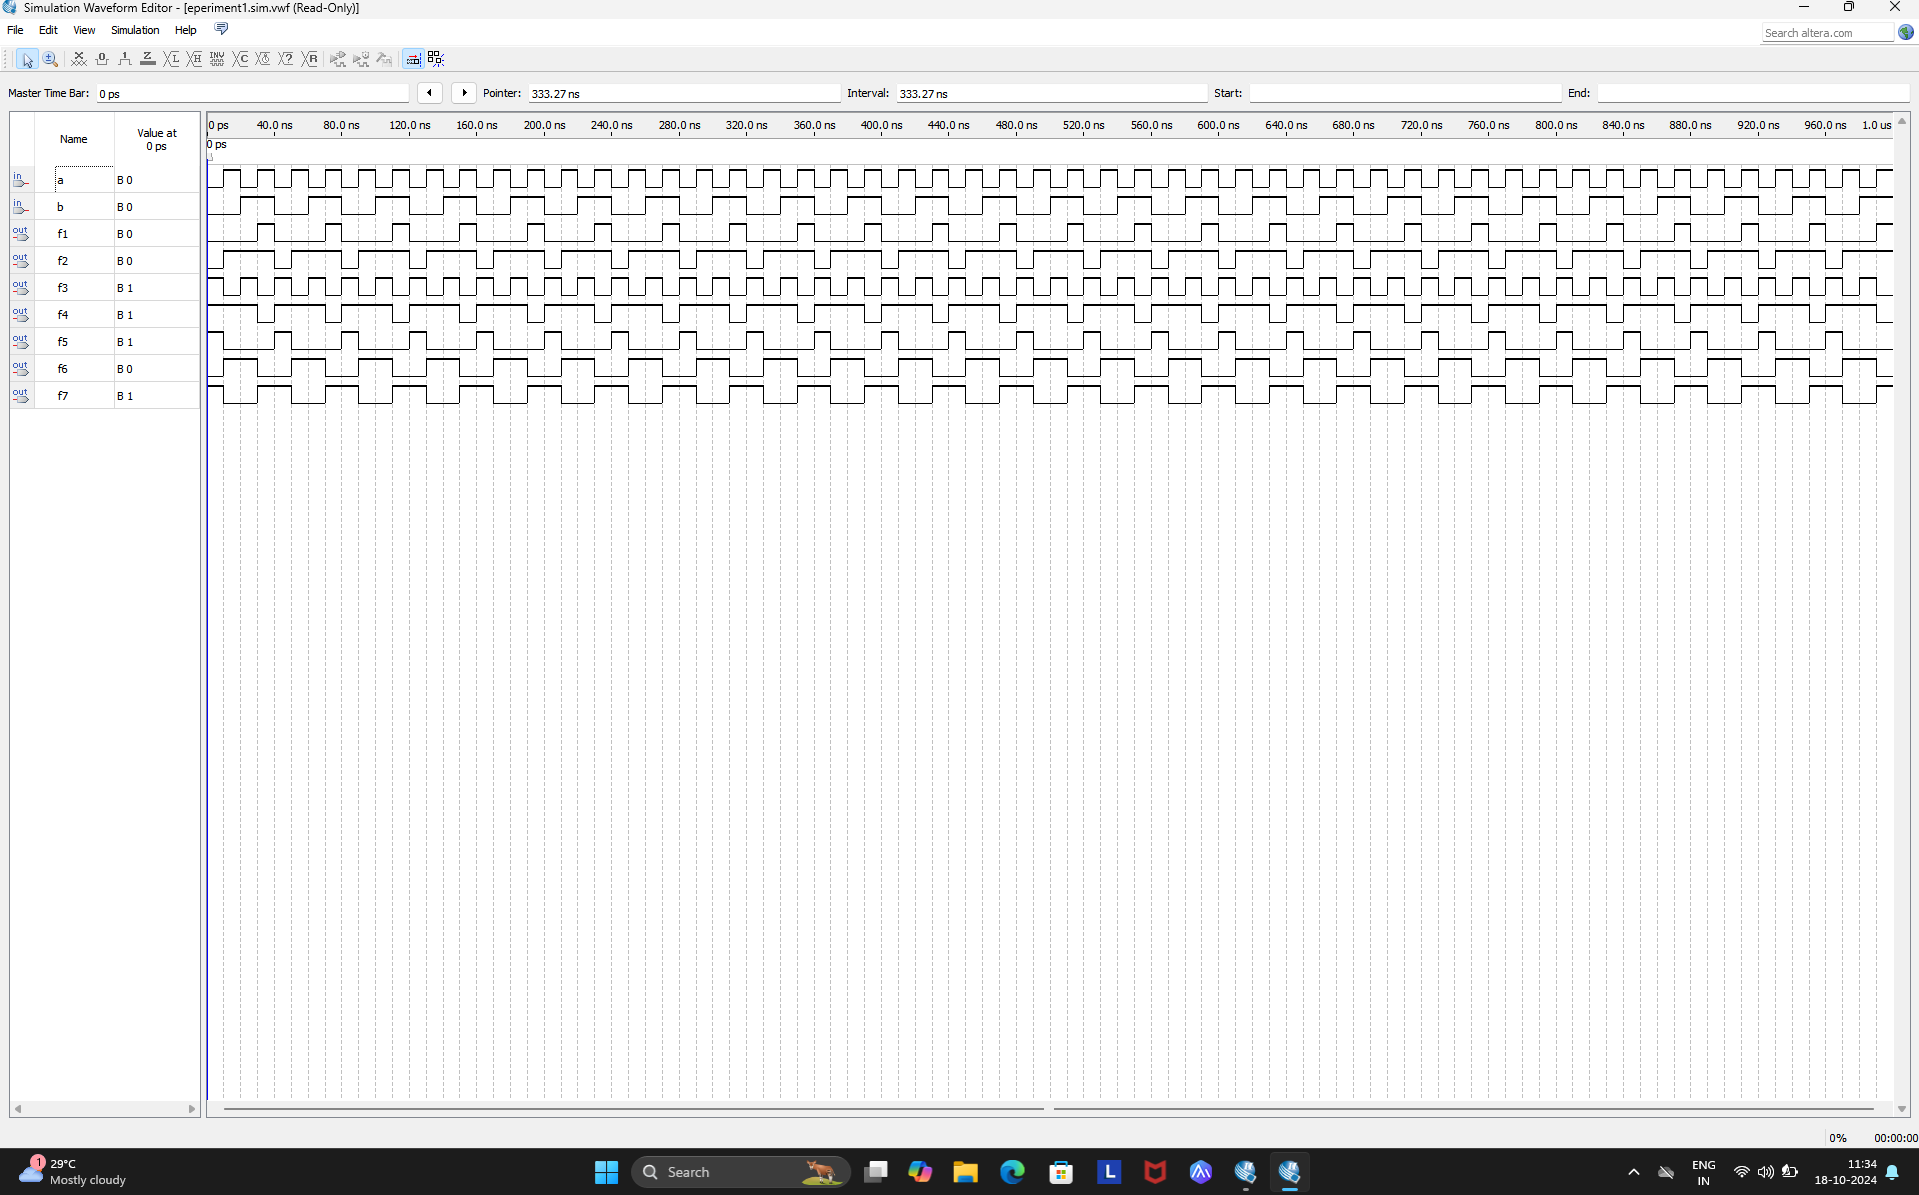 Simulation Waveform Editor - [eperiment1.sim.vwf (Read-Only)]
File Edit View Simulation Help
Search altera.com
Master Time Bar: 0 ps Pointer: 333.27 ns Interval: 333.27 ns Start: End:
Name Value at 0 ps
0 ps 40.0 ns 80.0 ns 120.0 ns 160.0 ns 200.0 ns 240.0 ns 280.0 ns 320.0 ns 360.0 ns 400.0 ns 440.0 ns 480.0 ns 520.0 ns 560.0 ns 600.0 ns 640.0 ns 680.0 ns 720.0 ns 760.0 ns 800.0 ns 840.0 ns 880.0 ns 920.0 ns 960.0 ns 1.0 us
0 ps
in a B 0
in b B 0
out f1 B 0
out f2 B 0
out f3 B 1
out f4 B 1
out f5 B 1
out f6 B 0
out f7 B 1
0% 00:00:00
1
29°C
Mostly cloudy
Search
L
ENG
IN
11:34
18-10-2024